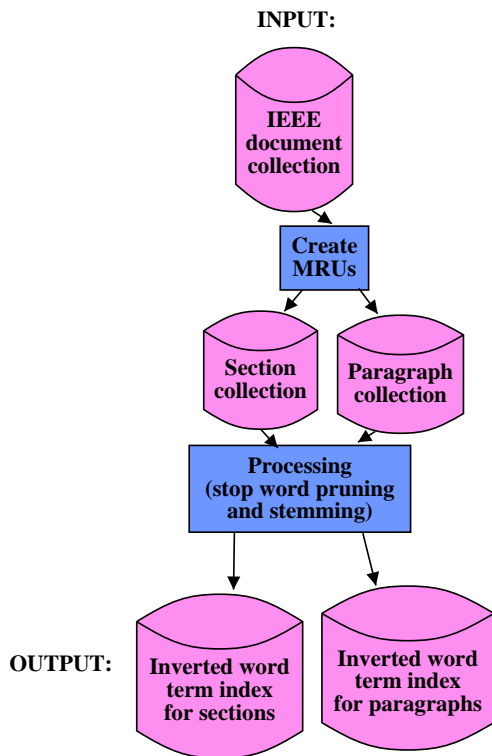 INPUT:
IEEE
document
collection
Create
MRUs
Section
collection
Paragraph
collection
Processing
(stop word pruning
and stemming)
OUTPUT:
Inverted word
term index
for sections
Inverted word
term index
for paragraphs